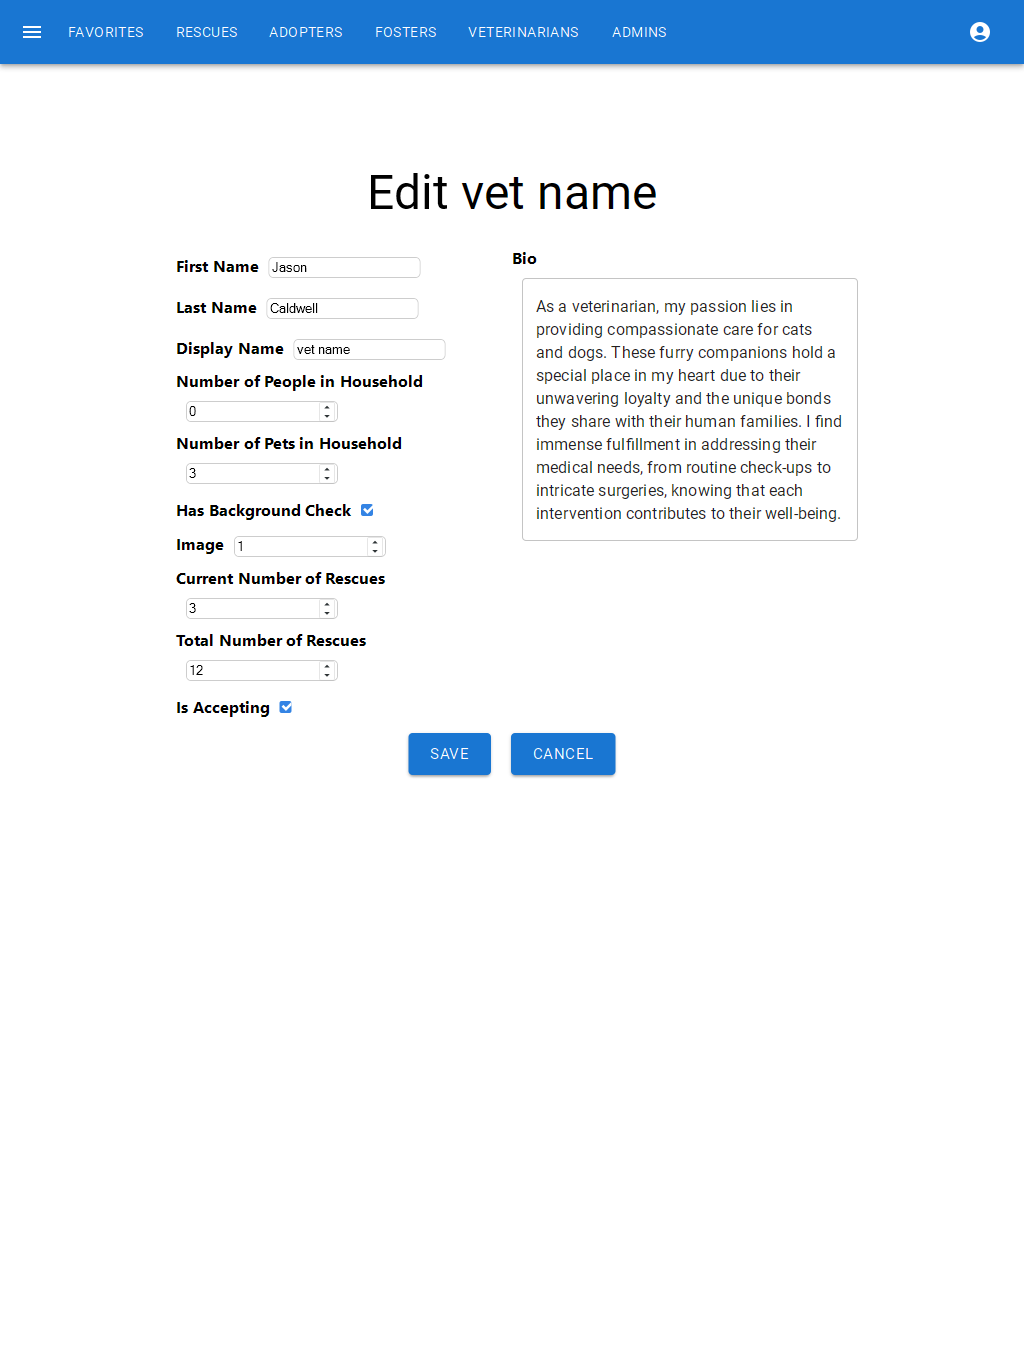 FAVORITES RESCUES ADOPTERS FOSTERS VETERINARIANS ADMINS
Edit vet name
First Name Jason
Last Name Caldwell
Display Name vet name
Number of People in Household
0
Number of Pets in Household
3
Has Background Check
Image 1
Current Number of Rescues
3
Total Number of Rescues
12
Is Accepting
Bio
As a veterinarian, my passion lies in
providing compassionate care for cats
and dogs. These furry companions hold a
special place in my heart due to their
unwavering loyalty and the unique bonds
they share with their human families. I find
immense fulfillment in addressing their
medical needs, from routine check-ups to
intricate surgeries, knowing that each
intervention contributes to their well-being.
SAVE CANCEL